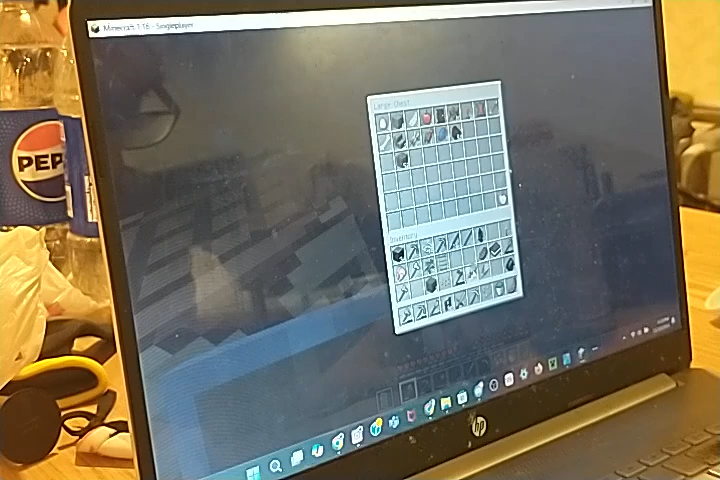 Minecraft 1.16 - Singleplayer
Large Chest
Inventory
PEP
hp